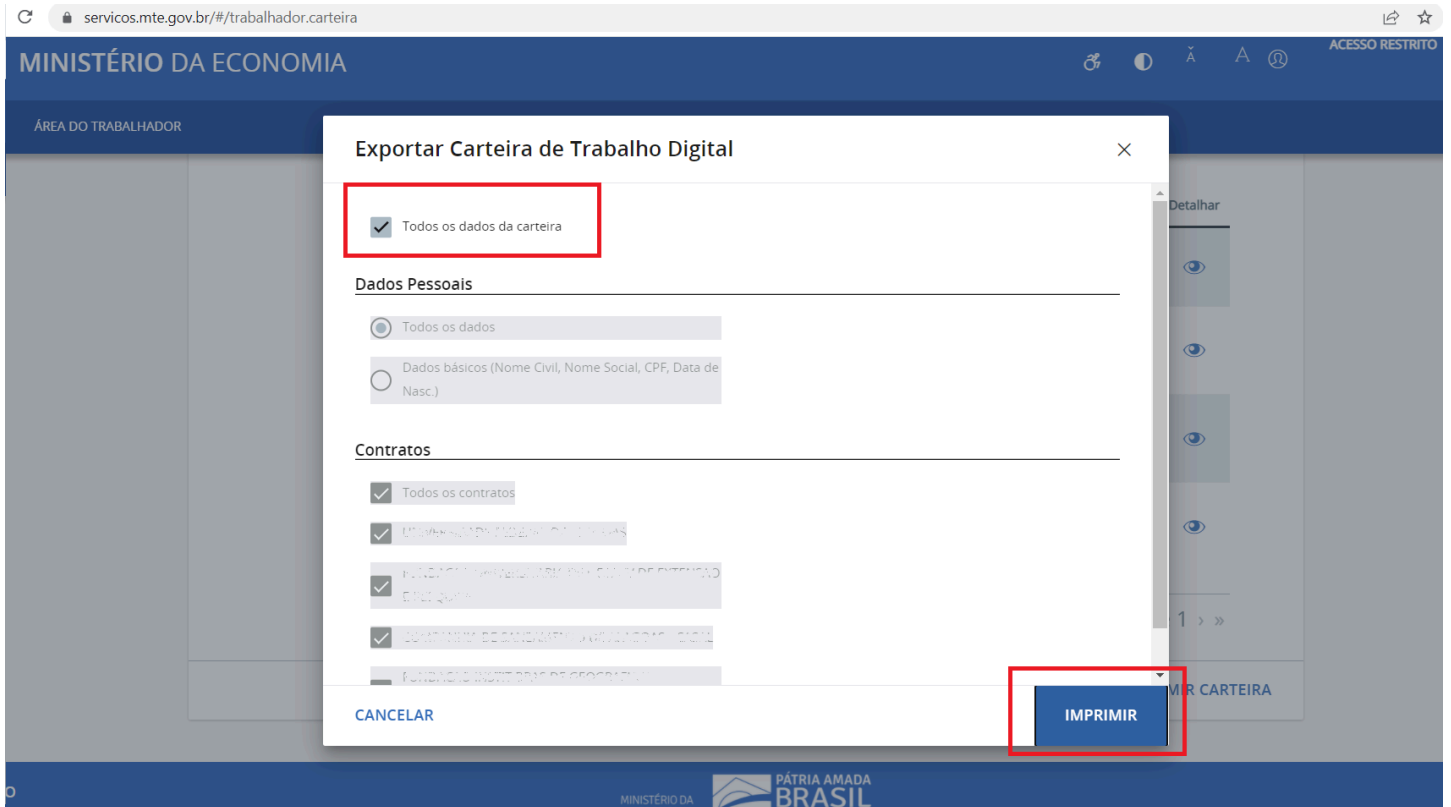 servicos.mte.gov.br/#/trabalhador.carteira
MINISTÉRIO DA ECONOMIA
Ă A
ACESSO RESTRITO
ÁREA DO TRABALHADOR
Exportar Carteira de Trabalho Digital
Detalhar
Todos os dados da carteira
Dados Pessoais
Todos os dados
Dados básicos (Nome Civil, Nome Social, CPF, Data de
Nasc.)
Contratos
Todos os contratos
1 › »
CANCELAR
IMPRIMIR
MIR CARTEIRA
O
MINISTÉRIO DA
PÁTRIA AMADA
BRASIL